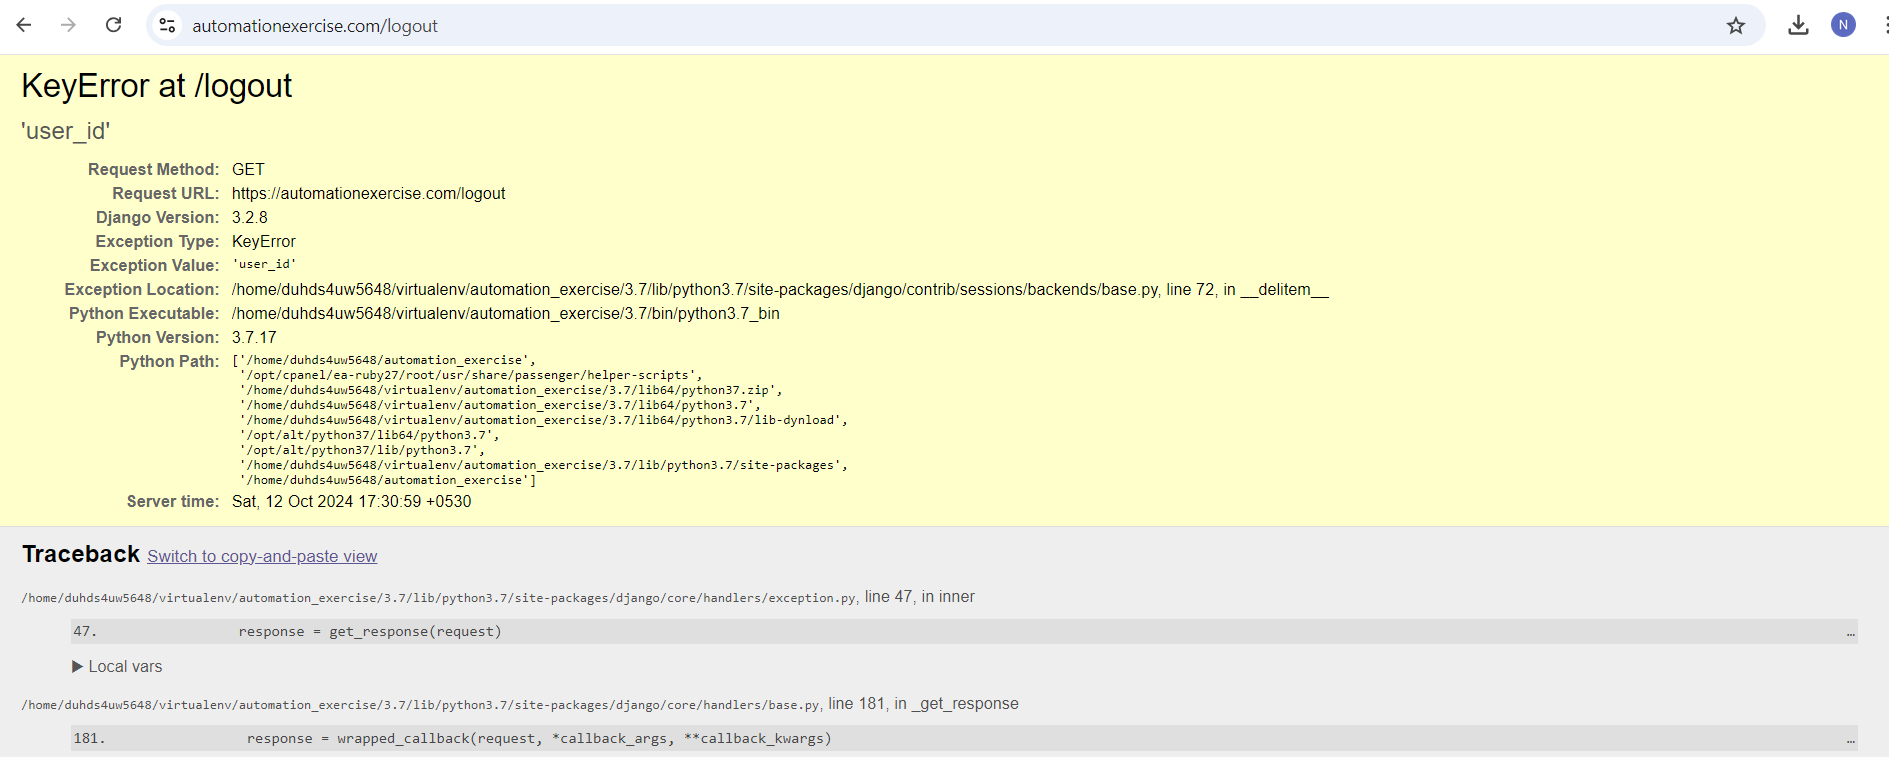 automationexercise.com/logout
N
KeyError at /logout
'user_id'
Request Method: GET
Request URL: https://automationexercise.com/logout
Django Version: 3.2.8
Exception Type: KeyError
Exception Value: 'user_id'
Exception Location: /home/duhds4uw5648/virtualenv/automation_exercise/3.7/lib/python3.7/site-packages/django/contrib/sessions/backends/base.py, line 72, in __delitem__
Python Executable: /home/duhds4uw5648/virtualenv/automation_exercise/3.7/bin/python3.7_bin
Python Version: 3.7.17
Python Path: ['/home/duhds4uw5648/automation_exercise',
'/opt/cpanel/ea-ruby27/root/usr/share/passenger/helper-scripts',
'/home/duhds4uw5648/virtualenv/automation_exercise/3.7/lib64/python37.zip',
'/home/duhds4uw5648/virtualenv/automation_exercise/3.7/lib64/python3.7',
'/home/duhds4uw5648/virtualenv/automation_exercise/3.7/lib64/python3.7/lib-dynload',
'/opt/alt/python37/lib64/python3.7',
'/opt/alt/python37/lib/python3.7',
'/home/duhds4uw5648/virtualenv/automation_exercise/3.7/lib/python3.7/site-packages',
'/home/duhds4uw5648/automation_exercise']
Server time: Sat, 12 Oct 2024 17:30:59 +0530
Traceback Switch to copy-and-paste view
/home/duhds4uw5648/virtualenv/automation_exercise/3.7/lib/python3.7/site-packages/django/core/handlers/exception.py, line 47, in inner
47. response = get_response(request) …
▶ Local vars
/home/duhds4uw5648/virtualenv/automation_exercise/3.7/lib/python3.7/site-packages/django/core/handlers/base.py, line 181, in _get_response
181. response = wrapped_callback(request, *callback_args, **callback_kwargs) …